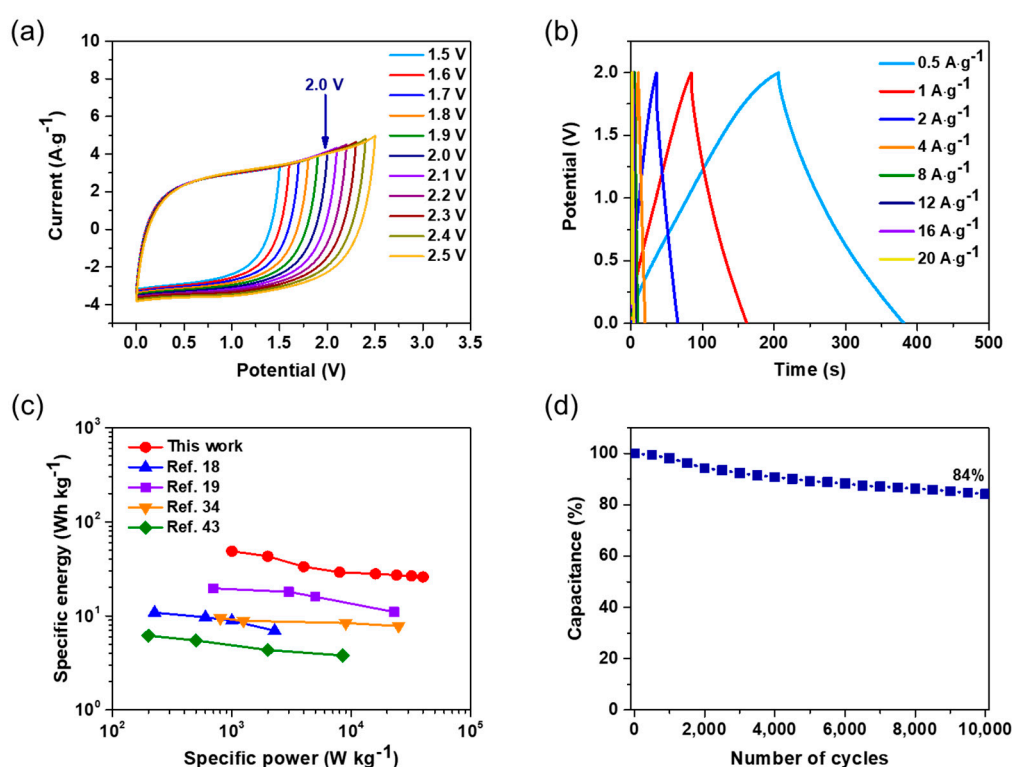 (a)
10
8
6
4
2
0
-2
-4
Current (A·g⁻¹)
0.0 0.5 1.0 1.5 2.0 2.5 3.0 3.5
Potential (V)
2.0 V
1.5 V
1.6 V
1.7 V
1.8 V
1.9 V
2.0 V
2.1 V
2.2 V
2.3 V
2.4 V
2.5 V
(b)
2.0
1.5
1.0
0.5
0.0
Potential (V)
0 100 200 300 400 500
Time (s)
0.5 A·g⁻¹
1 A·g⁻¹
2 A·g⁻¹
4 A·g⁻¹
8 A·g⁻¹
12 A·g⁻¹
16 A·g⁻¹
20 A·g⁻¹
(c)
10³
10²
10¹
10⁰
Specific energy (Wh kg⁻¹)
10² 10³ 10⁴ 10⁵
Specific power (W kg⁻¹)
This work
Ref. 18
Ref. 19
Ref. 34
Ref. 43
(d)
100
80
60
40
20
0
Capacitance (%)
0 2,000 4,000 6,000 8,000 10,000
Number of cycles
84%